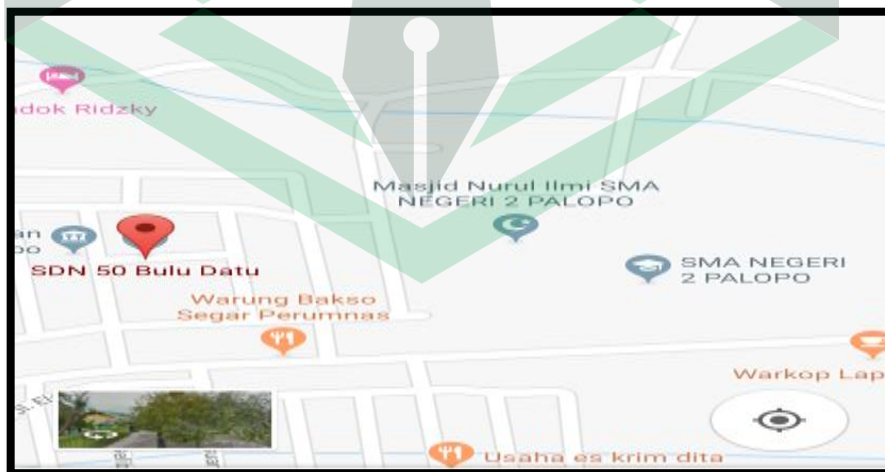 dok Ridzky
Masjid Nurul Ilmi SMA
NEGERI 2 PALOPO
SDN 50 Bulu Datu
SMA NEGERI
2 PALOPO
Warung Bakso
Segar Perumnas
Warkop Lap
Usaha es krim dita